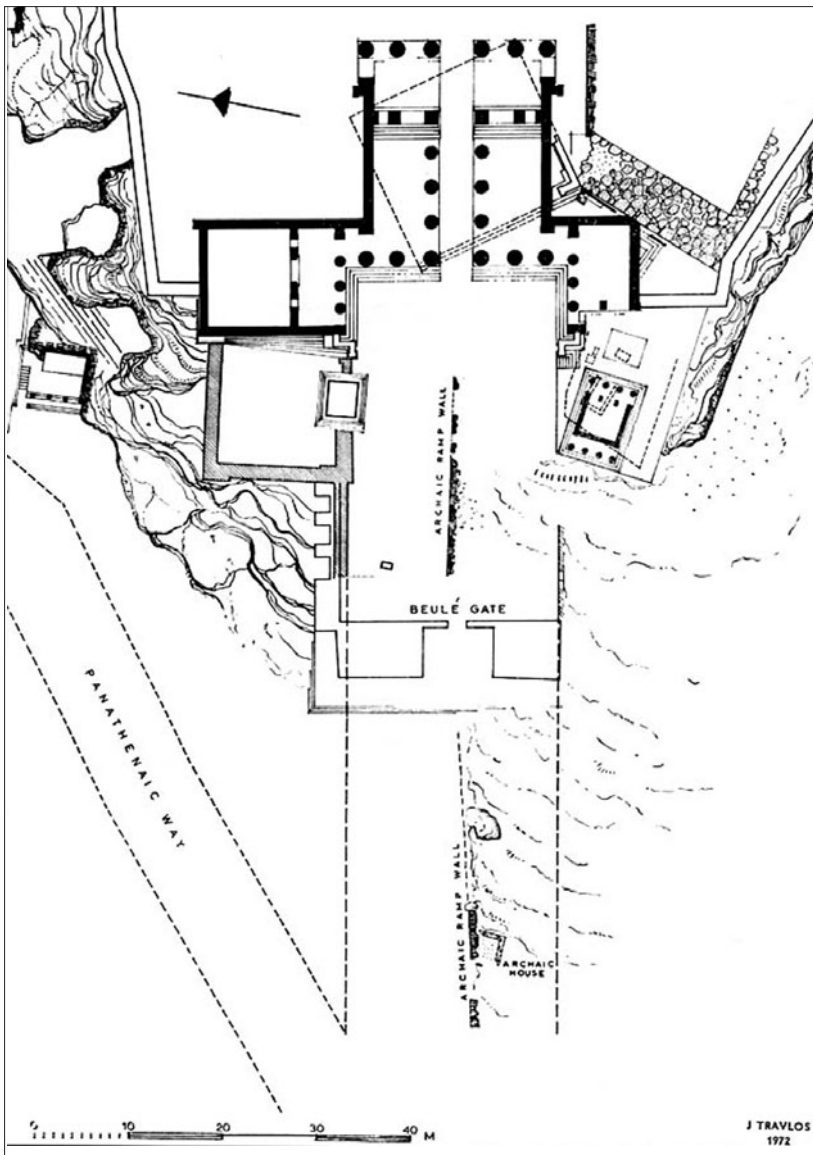 ARCHAIC RAMP WALL
BEULÉ GATE
PANATHENAIC WAY
ARCHAIC RAMP WALL
ARCHAIC
HOUSE
0 10 20 30 40 M
J TRAVLOS
1972